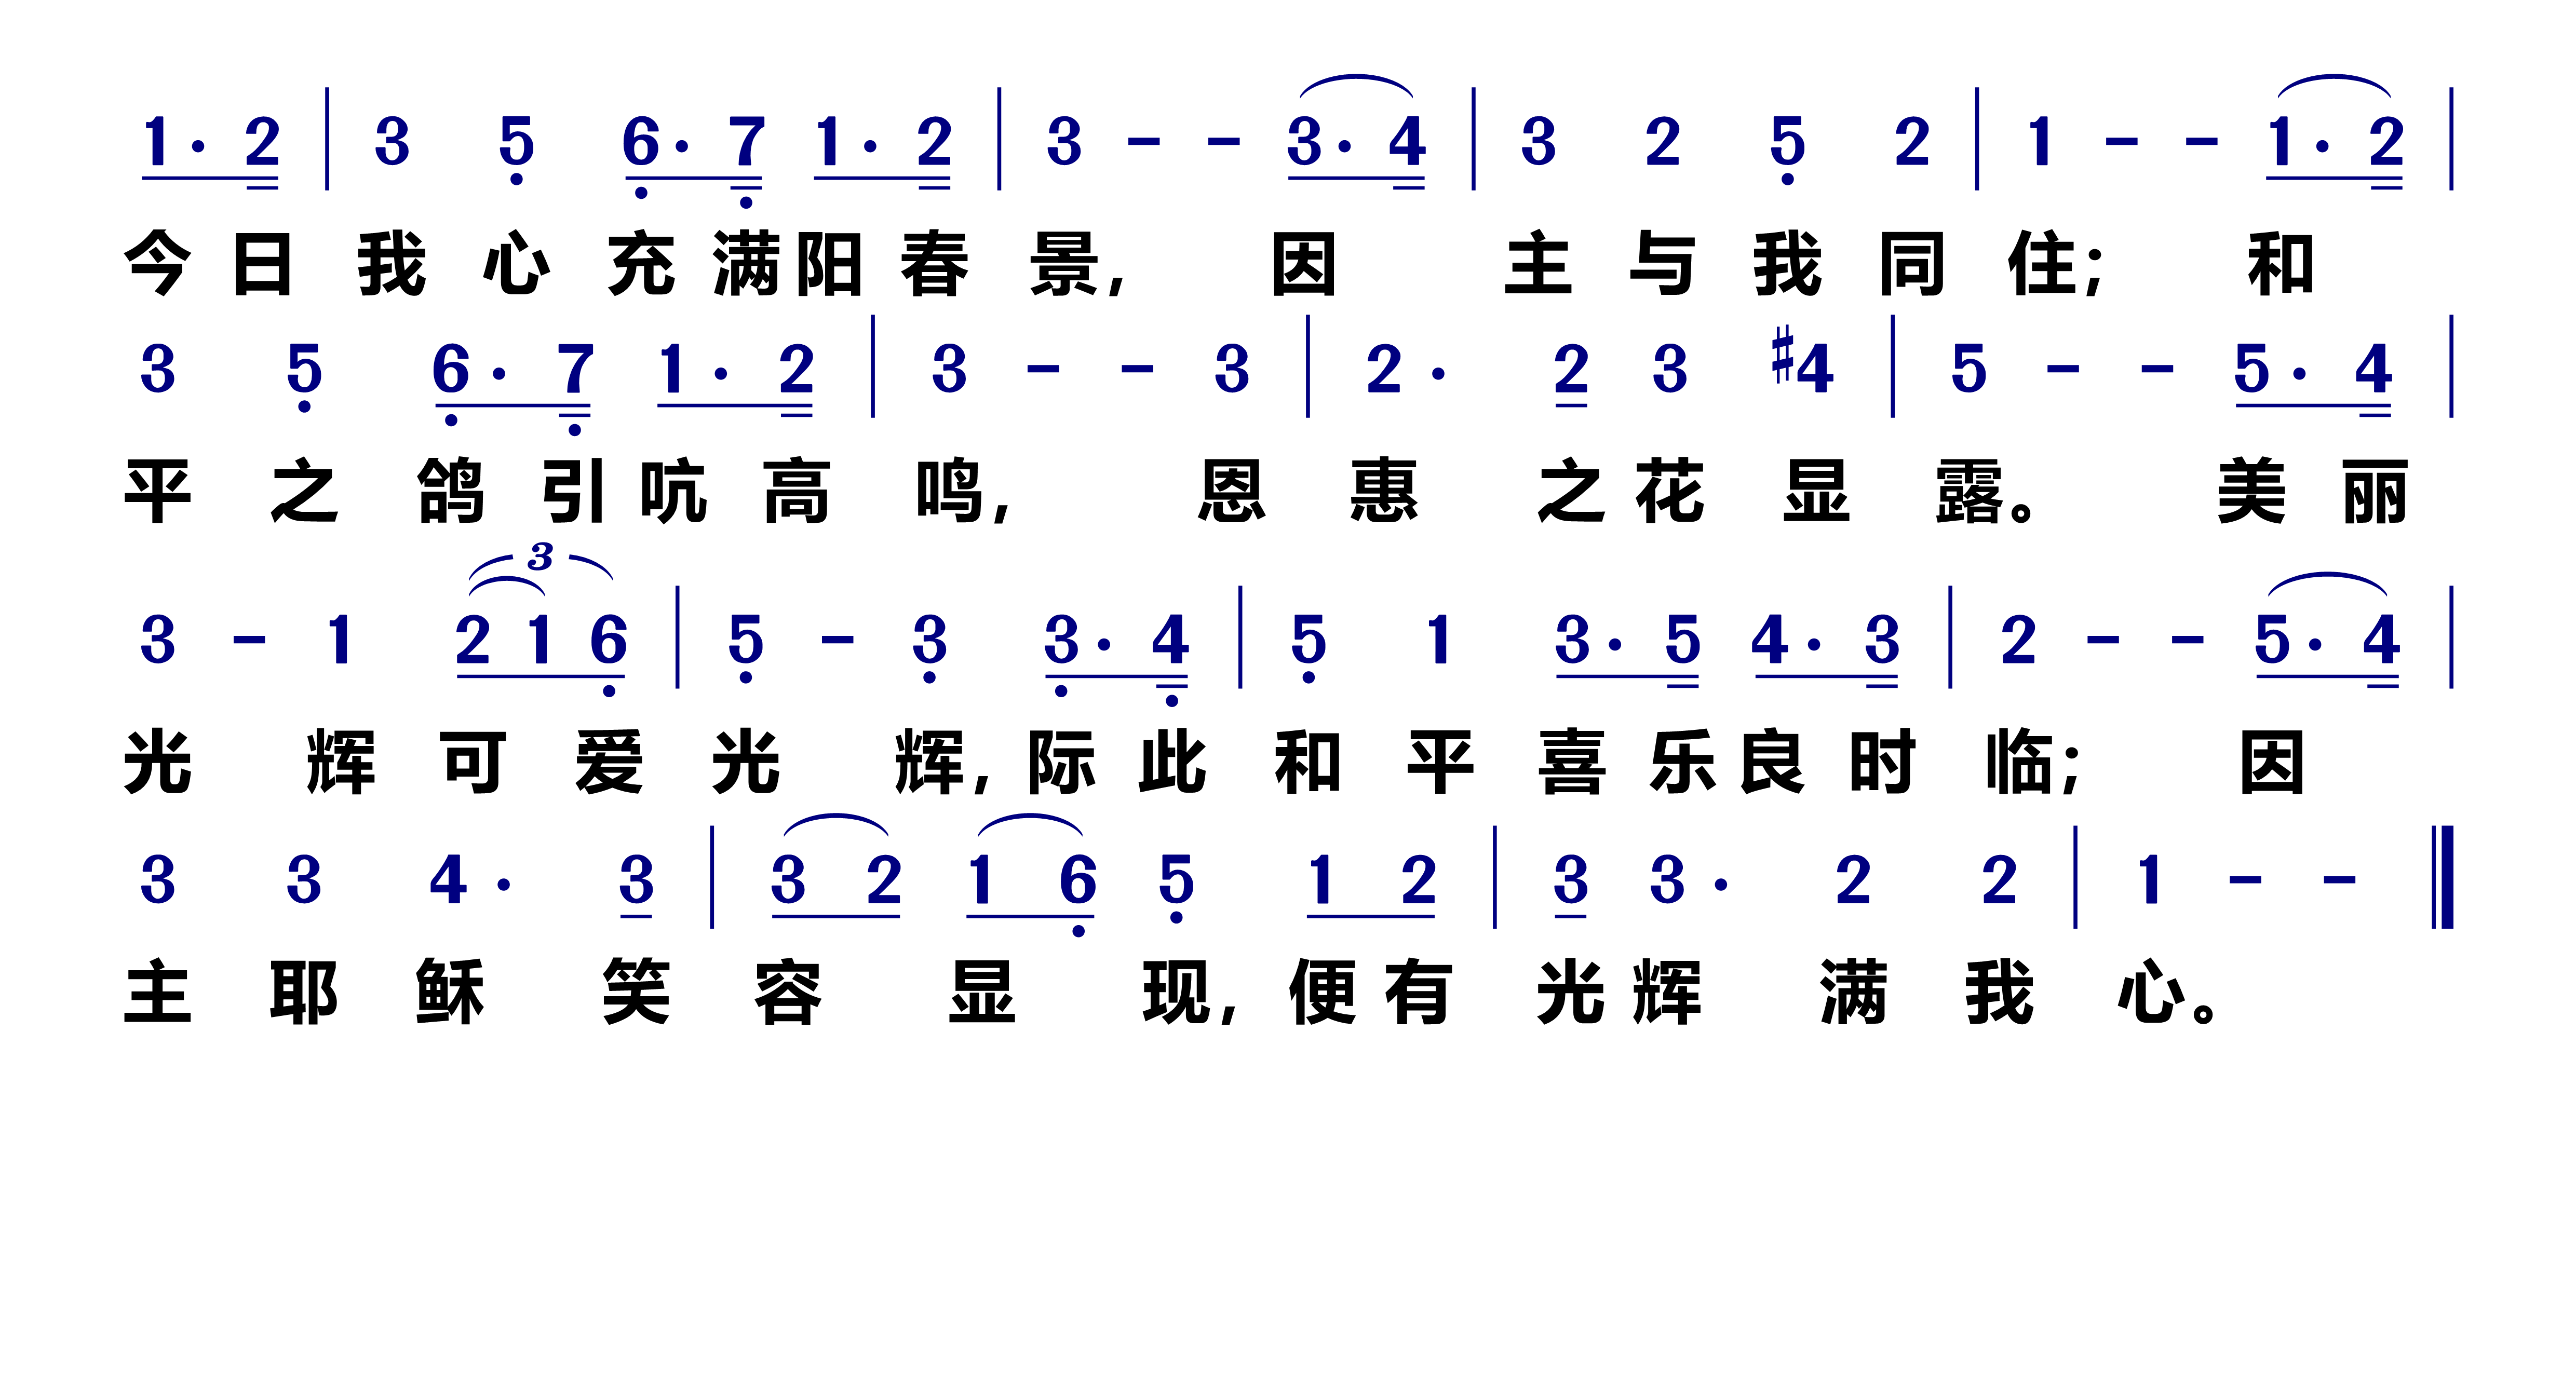 1· 2 | 3 5 6· 7 1· 2 | 3 – – 3· 4 | 3 2 5 2 | 1 – – 1· 2 |
今日我心充满阳春景, 因主与我同住; 和
3 5 6· 7 1· 2 | 3 – – 3 | 2· 2 3 #4 | 5 – – 5· 4 |
平之鸽引吭高鸣, 恩惠之花显露。 美丽
3
3 – 1 2 1 6 | 5 – 3 3· 4 | 5 1 3· 5 4· 3 | 2 – – 5· 4 |
光辉可爱光辉, 际此和平喜乐良时临; 因
3 3 4· 3 | 3 2 1 6 5 1 2 | 3 3· 2 2 | 1 – –
主耶稣笑容显现, 便有光辉满我心。